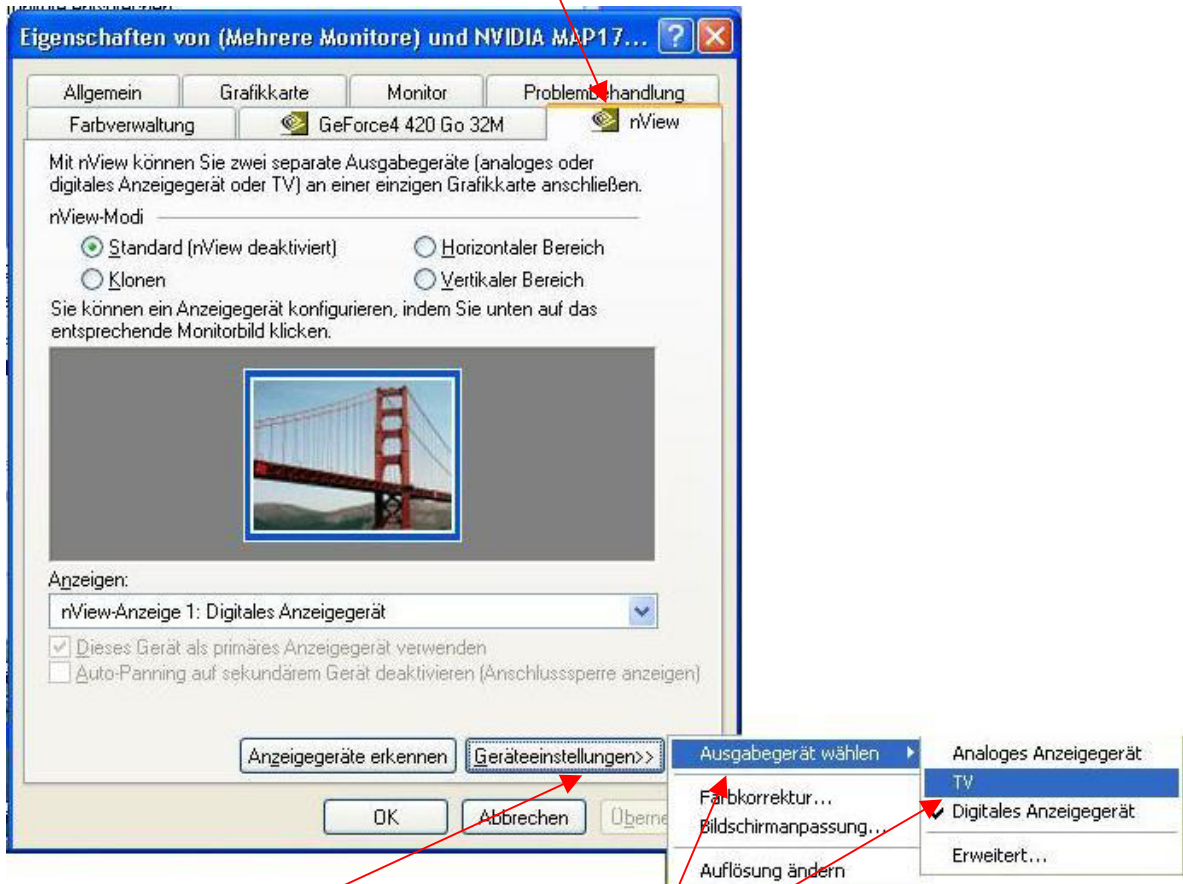 Eigenschaften von (Mehrere Monitore) und NVIDIA MAP17...
Allgemein
Grafikkarte
Monitor
Problembehandlung
Farbverwaltung
GeForce4 420 Go 32M
nView
Mit nView können Sie zwei separate Ausgabegeräte (analoges oder
digitales Anzeigegerät oder TV) an einer einzigen Grafikkarte anschließen.
nView-Modi
Standard (nView deaktiviert)
Horizontaler Bereich
Klonen
Vertikaler Bereich
Sie können ein Anzeigegerät konfigurieren, indem Sie unten auf das
entsprechende Monitorbild klicken.
Anzeigen:
nView-Anzeige 1: Digitales Anzeigegerät
Dieses Gerät als primäres Anzeigegerät verwenden
Auto-Panning auf sekundärem Gerät deaktivieren (Anschlusssperre anzeigen)
Anzeigegeräte erkennen
Geräteeinstellungen>>
Ausgabegerät wählen
Analoges Anzeigegerät
TV
Digitales Anzeigegerät
Erweitert...
Farbkorrektur...
Bildschirmanpassung...
Auflösung ändern
OK
Abbrechen
Überne